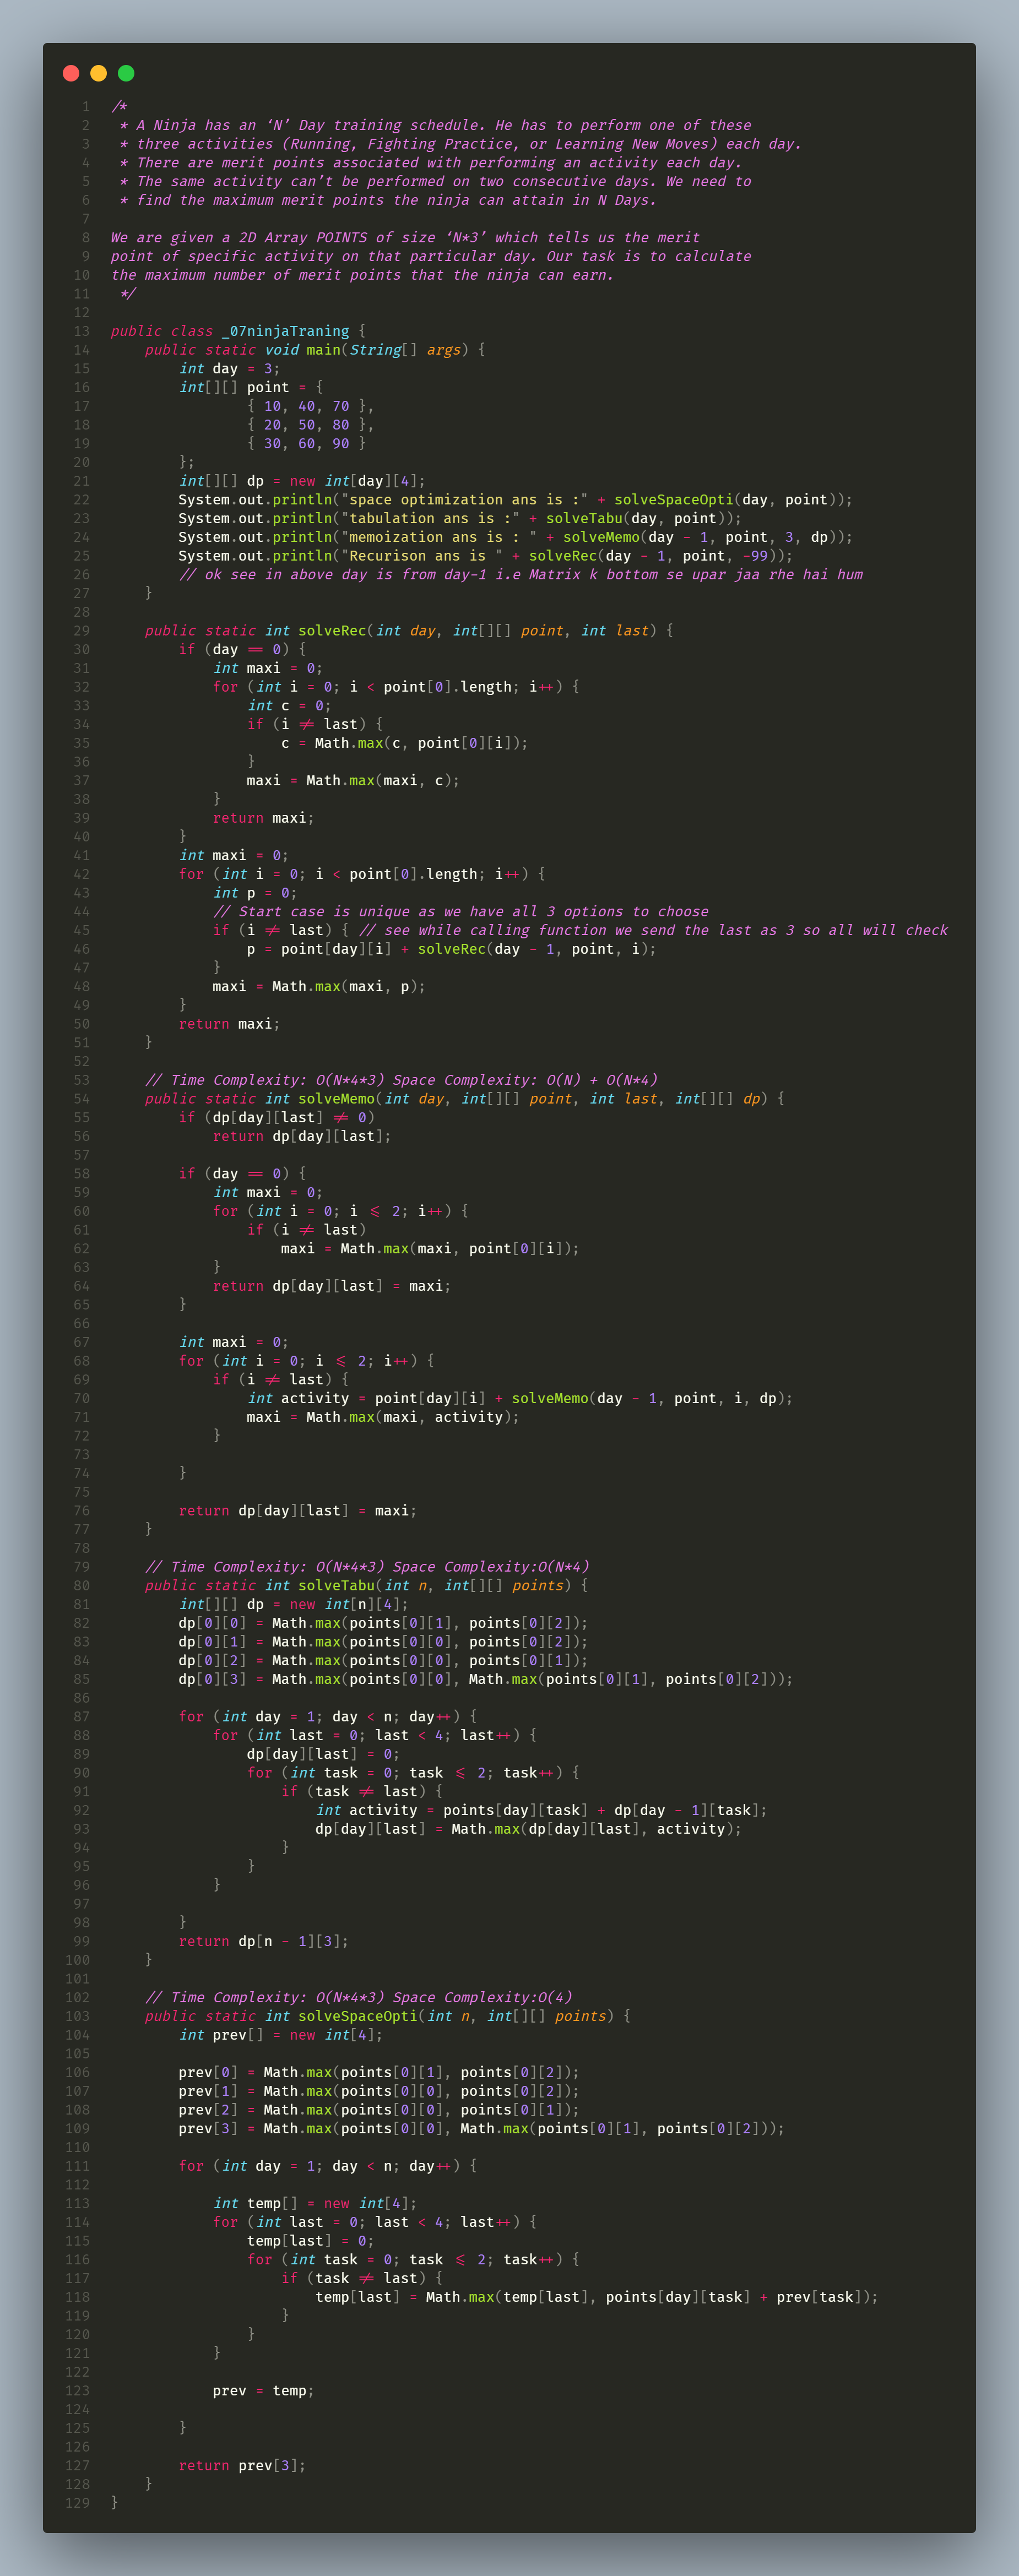 1 /*
2  * A Ninja has an ‘N’ Day training schedule. He has to perform one of these
3  * three activities (Running, Fighting Practice, or Learning New Moves) each day.
4  * There are merit points associated with performing an activity each day.
5  * The same activity can’t be performed on two consecutive days. We need to
6  * find the maximum merit points the ninja can attain in N Days.
7
8 We are given a 2D Array POINTS of size ‘N*3’ which tells us the merit
9 point of specific activity on that particular day. Our task is to calculate
10 the maximum number of merit points that the ninja can earn.
11  */
12
13 public class _07ninjaTraning {
14     public static void main(String[] args) {
15         int day = 3;
16         int[][] point = {
17                 { 10, 40, 70 },
18                 { 20, 50, 80 },
19                 { 30, 60, 90 }
20         };
21         int[][] dp = new int[day][4];
22         System.out.println("space optimization ans is :" + solveSpaceOpti(day, point));
23         System.out.println("tabulation ans is :" + solveTabu(day, point));
24         System.out.println("memoization ans is : " + solveMemo(day - 1, point, 3, dp));
25         System.out.println("Recurison ans is " + solveRec(day - 1, point, -99));
26         // ok see in above day is from day-1 i.e Matrix k bottom se upar jaa rhe hai hum
27     }
28
29     public static int solveRec(int day, int[][] point, int last) {
30         if (day == 0) {
31             int maxi = 0;
32             for (int i = 0; i < point[0].length; i++) {
33                 int c = 0;
34                 if (i != last) {
35                     c = Math.max(c, point[0][i]);
36                 }
37                 maxi = Math.max(maxi, c);
38             }
39             return maxi;
40         }
41         int maxi = 0;
42         for (int i = 0; i < point[0].length; i++) {
43             int p = 0;
44             // Start case is unique as we have all 3 options to choose
45             if (i != last) { // see while calling function we send the last as 3 so all will check
46                 p = point[day][i] + solveRec(day - 1, point, i);
47             }
48             maxi = Math.max(maxi, p);
49         }
50         return maxi;
51     }
52
53     // Time Complexity: O(N*4*3) Space Complexity: O(N) + O(N*4)
54     public static int solveMemo(int day, int[][] point, int last, int[][] dp) {
55         if (dp[day][last] != 0)
56             return dp[day][last];
57
58         if (day == 0) {
59             int maxi = 0;
60             for (int i = 0; i <= 2; i++) {
61                 if (i != last)
62                     maxi = Math.max(maxi, point[0][i]);
63             }
64             return dp[day][last] = maxi;
65         }
66
67         int maxi = 0;
68         for (int i = 0; i <= 2; i++) {
69             if (i != last) {
70                 int activity = point[day][i] + solveMemo(day - 1, point, i, dp);
71                 maxi = Math.max(maxi, activity);
72             }
73
74         }
75
76         return dp[day][last] = maxi;
77     }
78
79     // Time Complexity: O(N*4*3) Space Complexity:O(N*4)
80     public static int solveTabu(int n, int[][] points) {
81         int[][] dp = new int[n][4];
82         dp[0][0] = Math.max(points[0][1], points[0][2]);
83         dp[0][1] = Math.max(points[0][0], points[0][2]);
84         dp[0][2] = Math.max(points[0][0], points[0][1]);
85         dp[0][3] = Math.max(points[0][0], Math.max(points[0][1], points[0][2]));
86
87         for (int day = 1; day < n; day++) {
88             for (int last = 0; last < 4; last++) {
89                 dp[day][last] = 0;
90                 for (int task = 0; task <= 2; task++) {
91                     if (task != last) {
92                         int activity = points[day][task] + dp[day - 1][task];
93                         dp[day][last] = Math.max(dp[day][last], activity);
94                     }
95                 }
96             }
97
98         }
99         return dp[n - 1][3];
100     }
101
102     // Time Complexity: O(N*4*3) Space Complexity:O(4)
103     public static int solveSpaceOpti(int n, int[][] points) {
104         int prev[] = new int[4];
105
106         prev[0] = Math.max(points[0][1], points[0][2]);
107         prev[1] = Math.max(points[0][0], points[0][2]);
108         prev[2] = Math.max(points[0][0], points[0][1]);
109         prev[3] = Math.max(points[0][0], Math.max(points[0][1], points[0][2]));
110
111         for (int day = 1; day < n; day++) {
112
113             int temp[] = new int[4];
114             for (int last = 0; last < 4; last++) {
115                 temp[last] = 0;
116                 for (int task = 0; task <= 2; task++) {
117                     if (task != last) {
118                         temp[last] = Math.max(temp[last], points[day][task] + prev[task]);
119                     }
120                 }
121             }
122
123             prev = temp;
124
125         }
126
127         return prev[3];
128     }
129 }